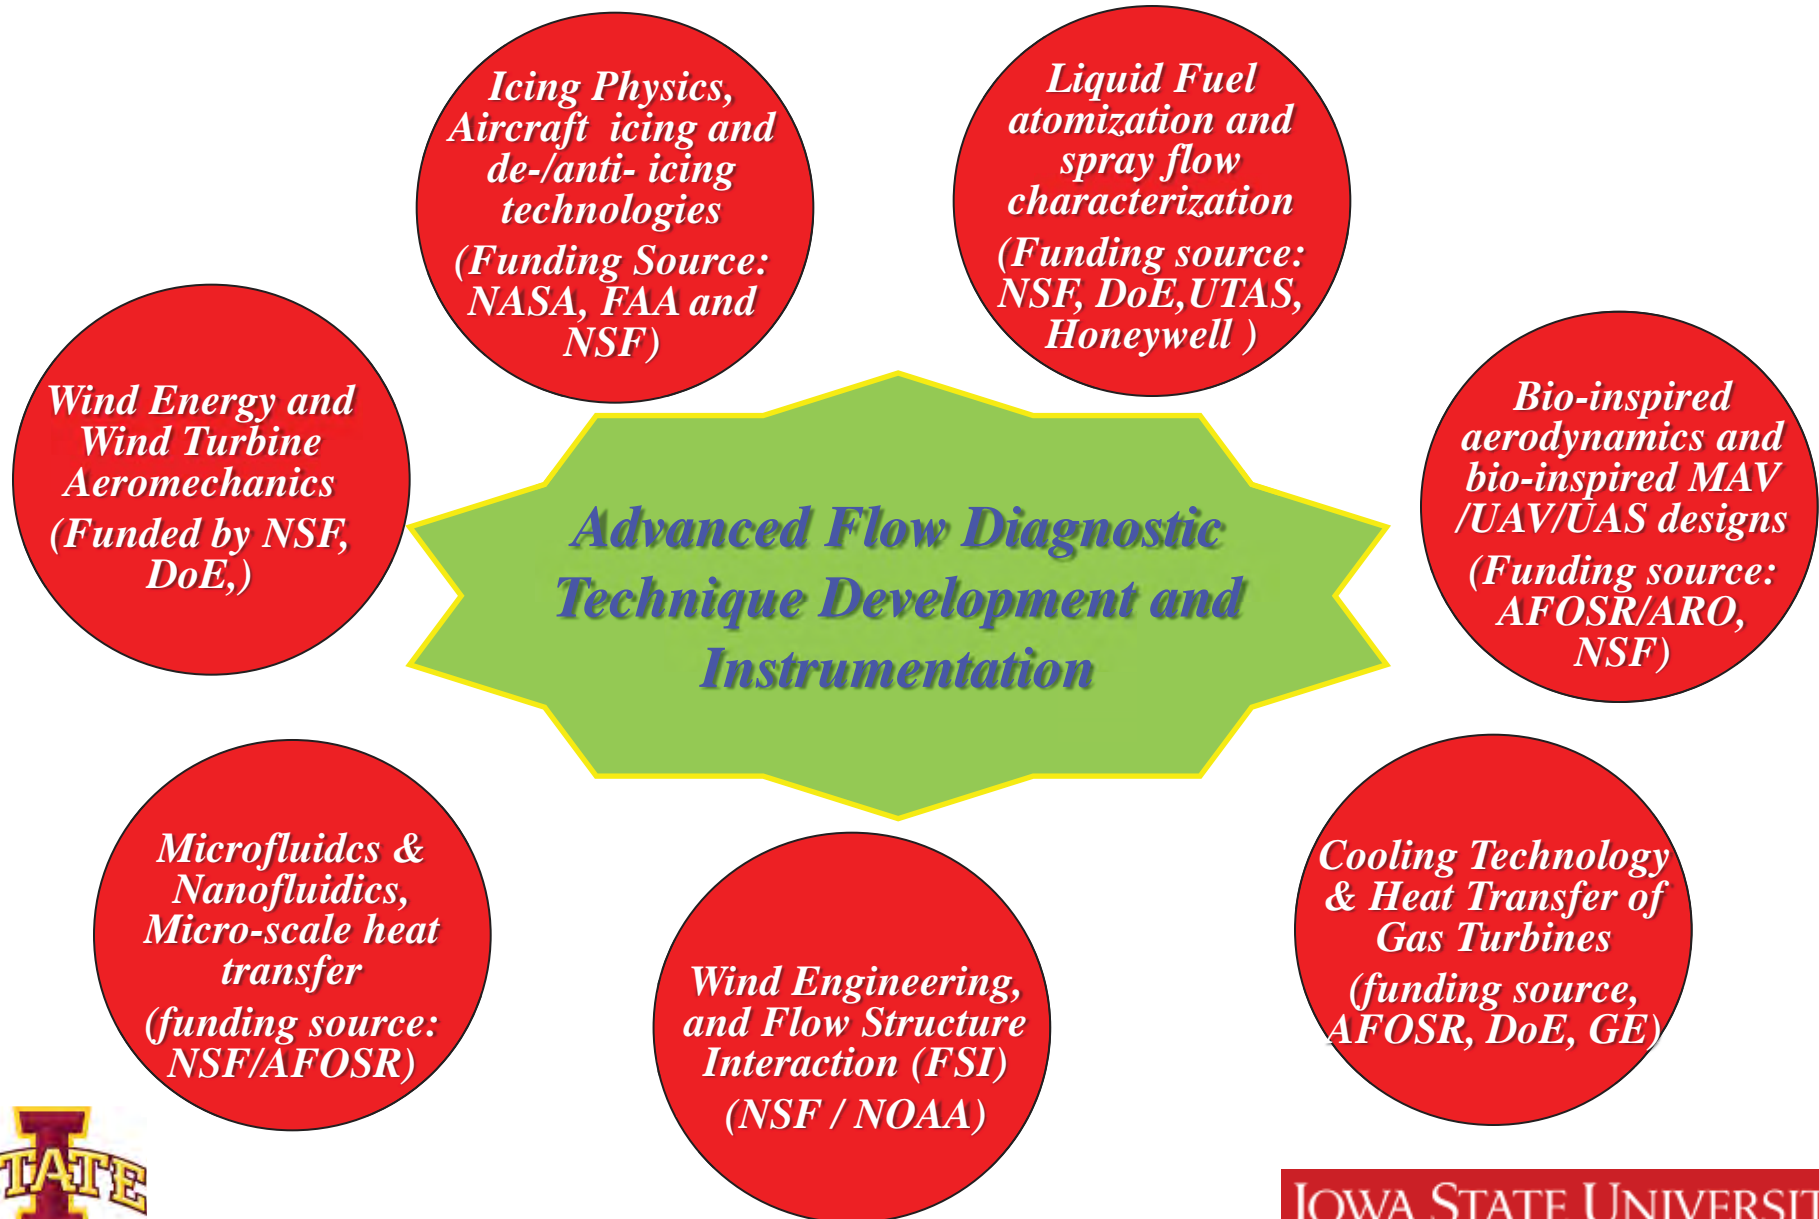 Icing Physics,
Aircraft icing and
de-/anti- icing
technologies
(Funding Source:
NASA, FAA and
NSF)
Liquid Fuel
atomization and
spray flow
characterization
(Funding source:
NSF, DoE,UTAS,
Honeywell )
Wind Energy and
Wind Turbine
Aeromechanics
(Funded by NSF,
DoE,)
Bio-inspired
aerodynamics and
bio-inspired MAV
/UAV/UAS designs
(Funding source:
AFOSR/ARO,
NSF)
Advanced Flow Diagnostic
Technique Development and
Instrumentation
Microfluidcs &
Nanofluidics,
Micro-scale heat
transfer
(funding source:
NSF/AFOSR)
Wind Engineering,
and Flow Structure
Interaction (FSI)
(NSF / NOAA)
Cooling Technology
& Heat Transfer of
Gas Turbines
(funding source,
AFOSR, DoE, GE)
I
TATE
IOWA STATE UNIVERSIT